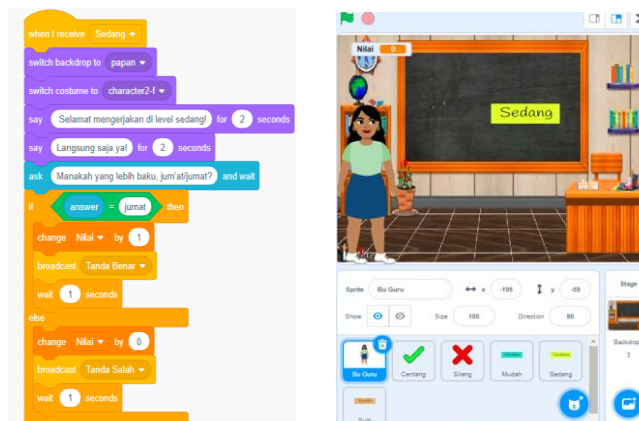 when I receive Sedang
switch backdrop to papan
switch costume to character2-f
say Selamat mengerjakan di level sedang! for 2 seconds
say Langsung saja ya! for 2 seconds
ask Manakah yang lebih baku, jum'at/jumat? and wait
if answer = jumat then
change Nilai by 1
broadcast Tanda Benar
wait 1 seconds
else
change Nilai by 0
broadcast Tanda Salah
wait 1 seconds
Nilai 0
Sedang
Sprite Bu Guru x -195 y -59
Show Size 100 Direction 90
Bu Guru Centang Silang Mudah Sedang
Stage
3